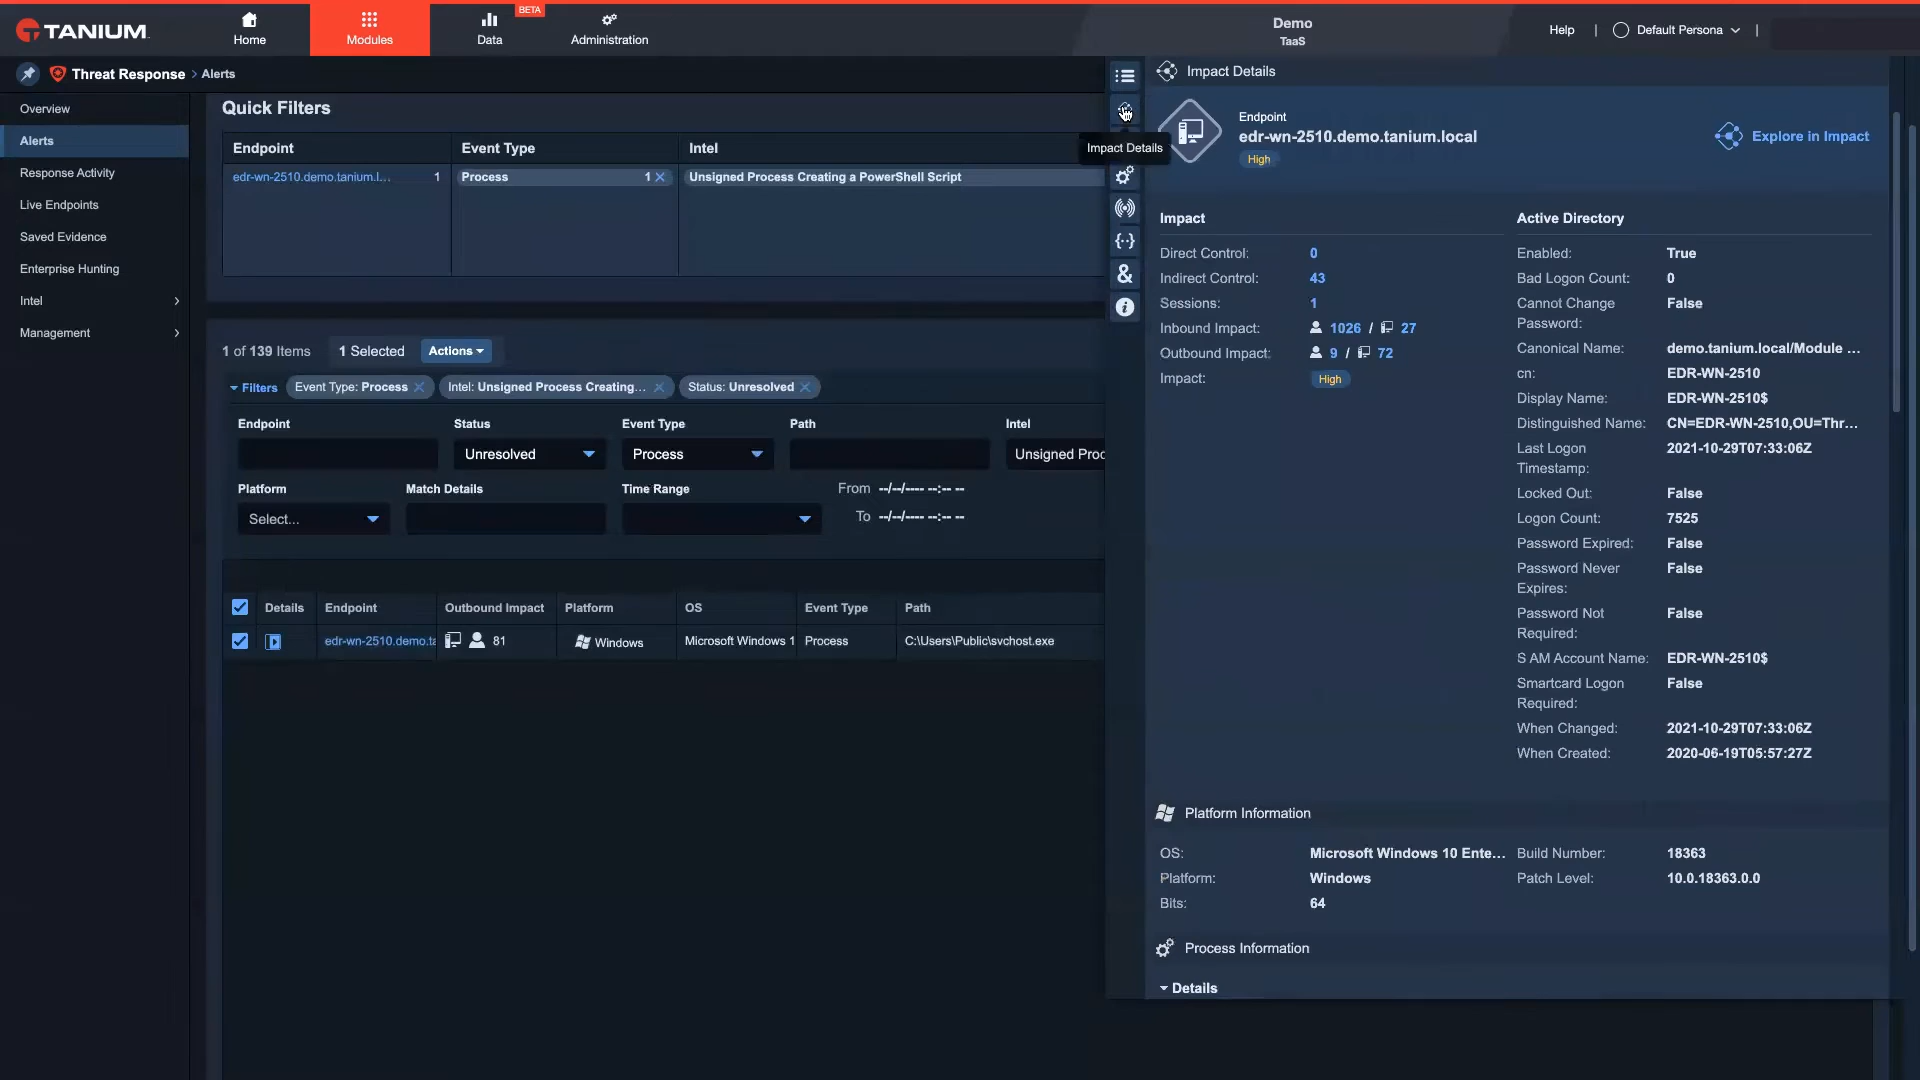 TANIUM
Home
Modules
BETA
Data
Administration
Demo
TaaS
Help | Default Persona |
Threat Response > Alerts
Overview
Alerts
Response Activity
Live Endpoints
Saved Evidence
Enterprise Hunting
Intel
Management
Quick Filters
Endpoint Event Type Intel
edr-wn-2510.demo.tanium.l... 1 Process 1 Unsigned Process Creating a PowerShell Script
1 of 139 Items 1 Selected Actions
Filters Event Type: Process Intel: Unsigned Process Creating... Status: Unresolved
Endpoint Status Event Type Path Intel
Unresolved Process Unsigned Proc
Platform Match Details Time Range From --/--/---- --:-- --
Select... To --/--/---- --:-- --
Details Endpoint Outbound Impact Platform OS Event Type Path
edr-wn-2510.demo.ta 81 Windows Microsoft Windows 1 Process C:\Users\Public\svchost.exe
Impact Details
Impact Details
Endpoint
edr-wn-2510.demo.tanium.local
High
Explore in Impact
Impact
Direct Control: 0
Indirect Control: 43
Sessions: 1
Inbound Impact: 1026 / 27
Outbound Impact: 9 / 72
Impact: High
Active Directory
Enabled: True
Bad Logon Count: 0
Cannot Change False
Password:
Canonical Name: demo.tanium.local/Module ...
cn: EDR-WN-2510
Display Name: EDR-WN-2510$
Distinguished Name: CN=EDR-WN-2510,OU=Thr...
Last Logon 2021-10-29T07:33:06Z
Timestamp:
Locked Out: False
Logon Count: 7525
Password Expired: False
Password Never False
Expires:
Password Not False
Required:
S AM Account Name: EDR-WN-2510$
Smartcard Logon False
Required:
When Changed: 2021-10-29T07:33:06Z
When Created: 2020-06-19T05:57:27Z
Platform Information
OS: Microsoft Windows 10 Ente... Build Number: 18363
Platform: Windows Patch Level: 10.0.18363.0.0
Bits: 64
Process Information
Details